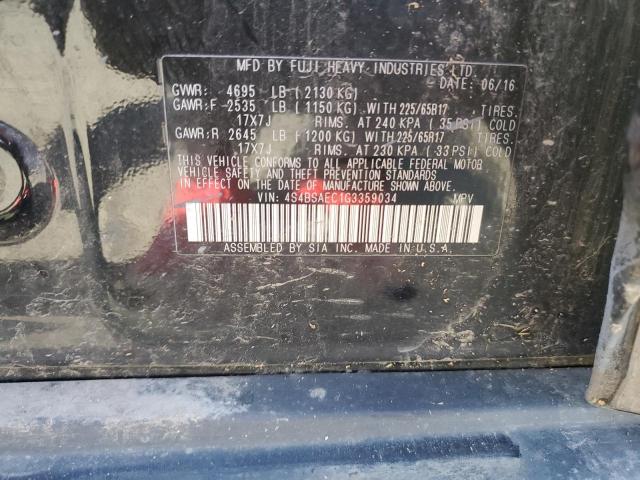 MFD BY FUJI HEAVY INDUSTRIES LTD.
GVWR: 4695 LB ( 2130 KG) DATE: 06/16
GAWR:F 2535 LB ( 1150 KG) WITH 225/65R17 TIRES.
17X7J RIMS. AT 240 KPA ( 35 PSI) COLD
GAWR:R 2645 LB ( 1200 KG) WITH 225/65R17 TIRES.
17X7J RIMS. AT 230 KPA ( 33 PSI) COLD
THIS VEHICLE CONFORMS TO ALL APPLICABLE FEDERAL MOTOR
VEHICLE SAFETY AND THEFT PREVENTION STANDARDS
IN EFFECT ON THE DATE OF MANUFACTURE SHOWN ABOVE.
VIN: 4S4BSAEC1G3359034 MPV
ASSEMBLED BY SIA INC. MADE IN U.S.A.